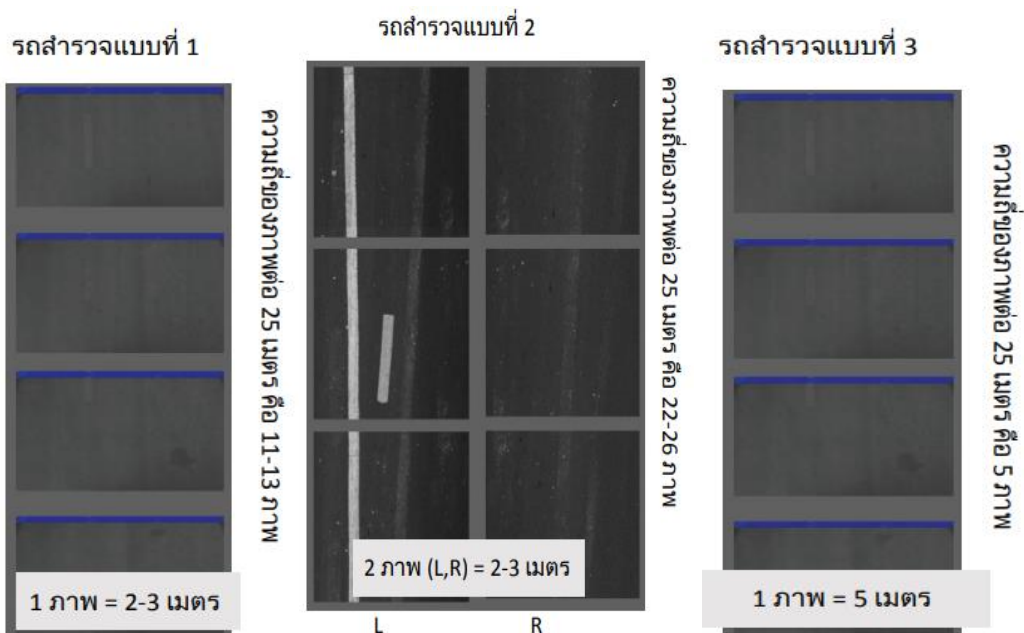 รถสำรวจแบบที่ 1
ความถี่ของภาพต่อ 25 เมตร คือ 11-13 ภาพ
1 ภาพ = 2-3 เมตร
รถสำรวจแบบที่ 2
ความถี่ของภาพต่อ 25 เมตร คือ 22-26 ภาพ
2 ภาพ (L,R) = 2-3 เมตร
L R
รถสำรวจแบบที่ 3
ความถี่ของภาพต่อ 25 เมตร คือ 5 ภาพ
1 ภาพ = 5 เมตร